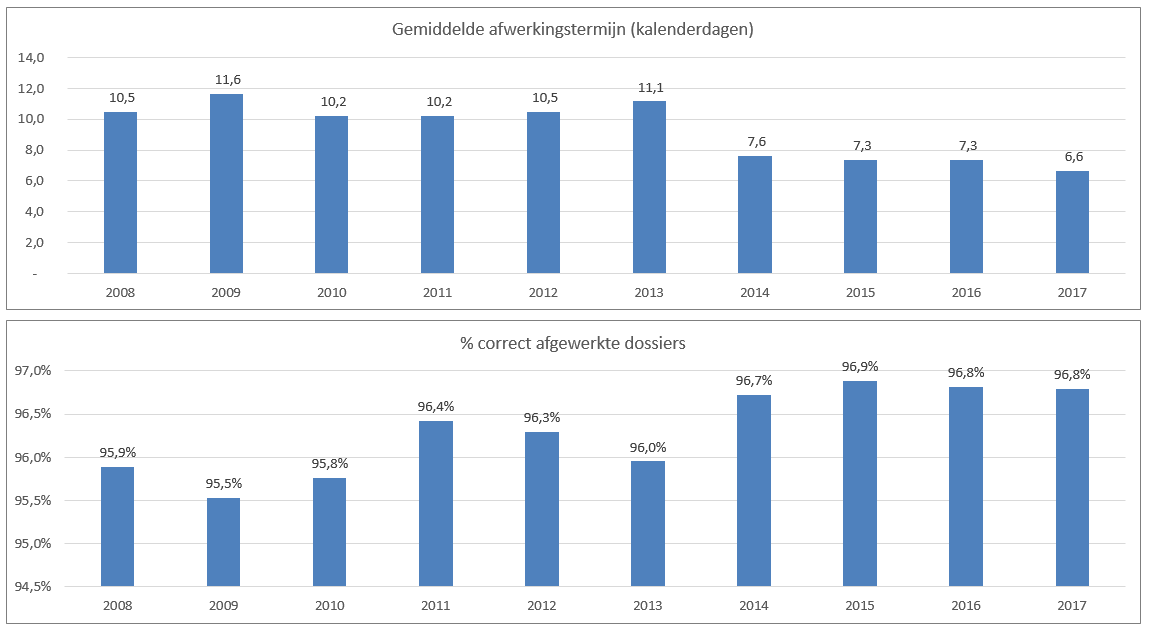 Gemiddelde afwerkingstermijn (kalenderdagen)
14,0
12,0
10,0
8,0
6,0
4,0
2,0
-
10,5 11,6 10,2 10,2 10,5 11,1 7,6 7,3 7,3 6,6
2008 2009 2010 2011 2012 2013 2014 2015 2016 2017
% correct afgewerkte dossiers
97,0%
96,5%
96,0%
95,5%
95,0%
94,5%
95,9% 95,5% 95,8% 96,4% 96,3% 96,0% 96,7% 96,9% 96,8% 96,8%
2008 2009 2010 2011 2012 2013 2014 2015 2016 2017